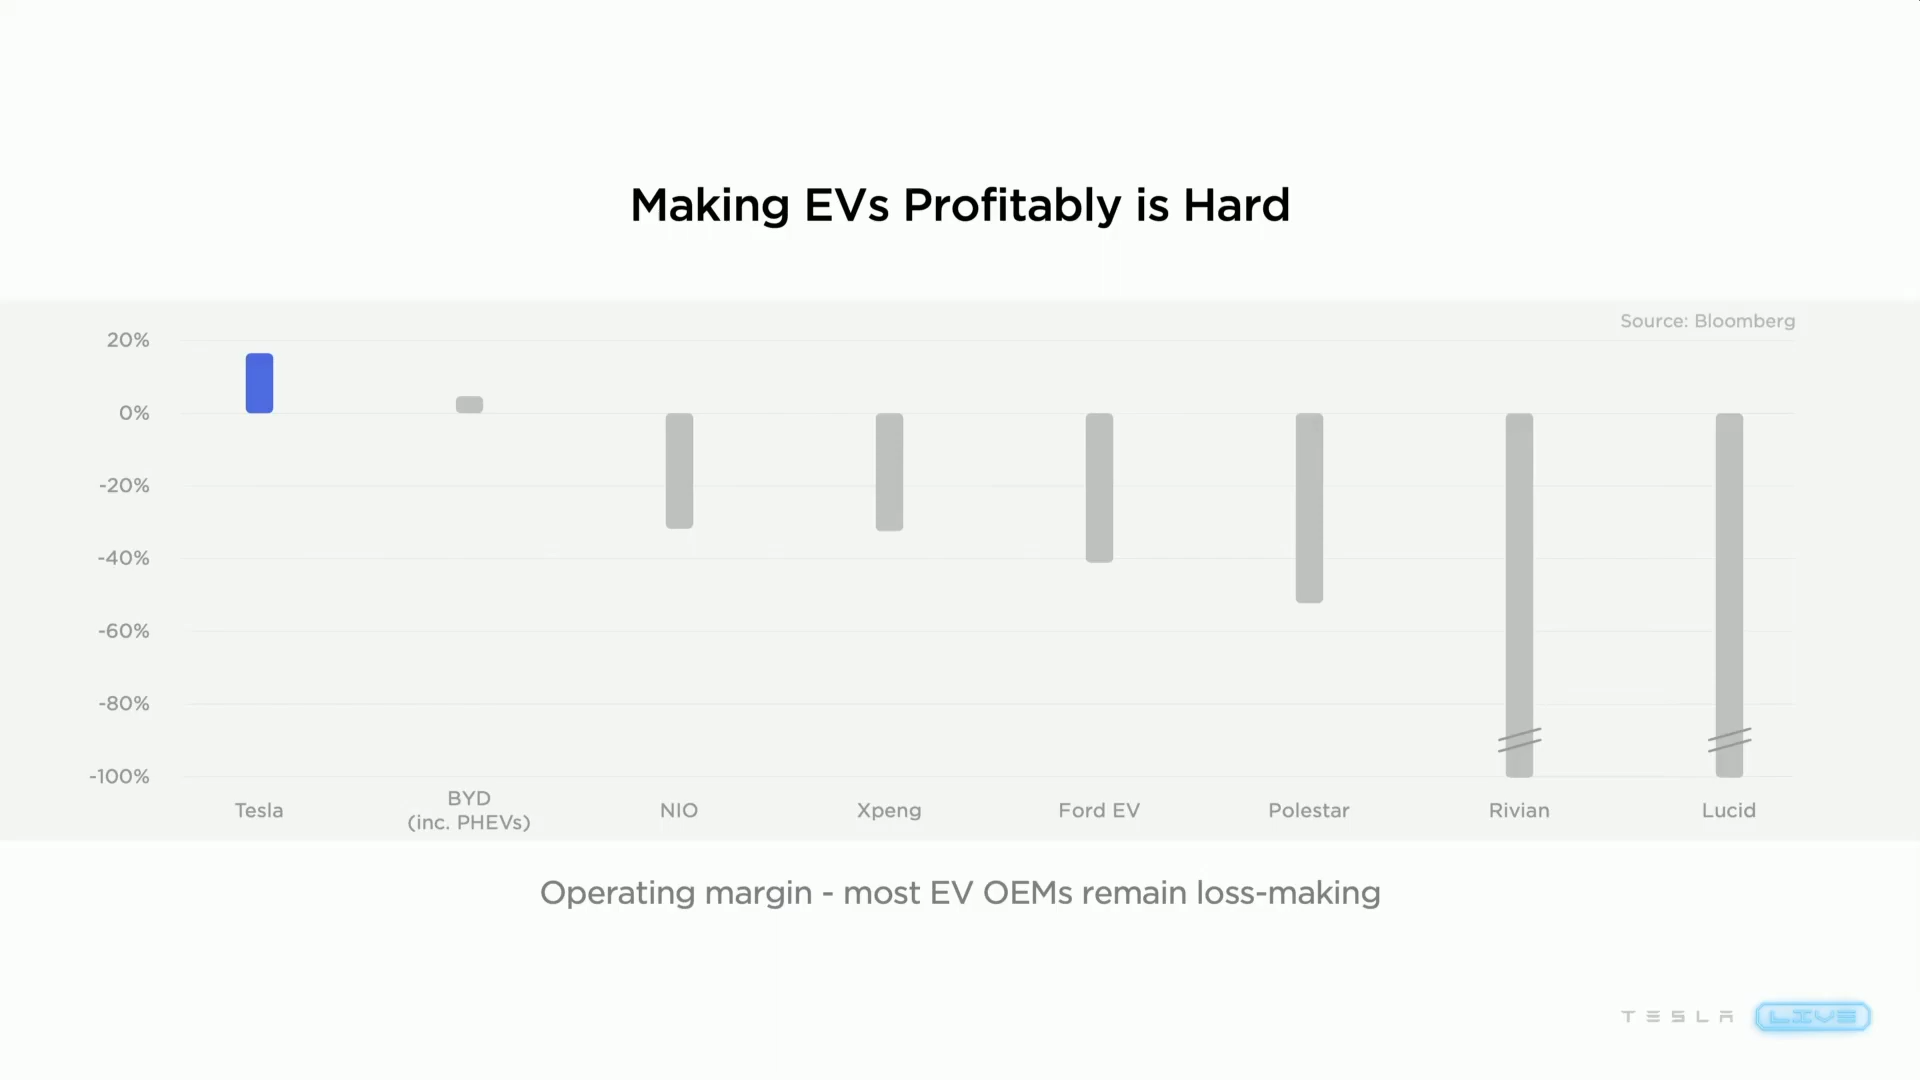 Making EVs Profitably is Hard
Source: Bloomberg
20%
0%
-20%
-40%
-60%
-80%
-100%
Tesla
BYD
(inc. PHEVs)
NIO
Xpeng
Ford EV
Polestar
Rivian
Lucid
Operating margin - most EV OEMs remain loss-making
TESLA LIVE